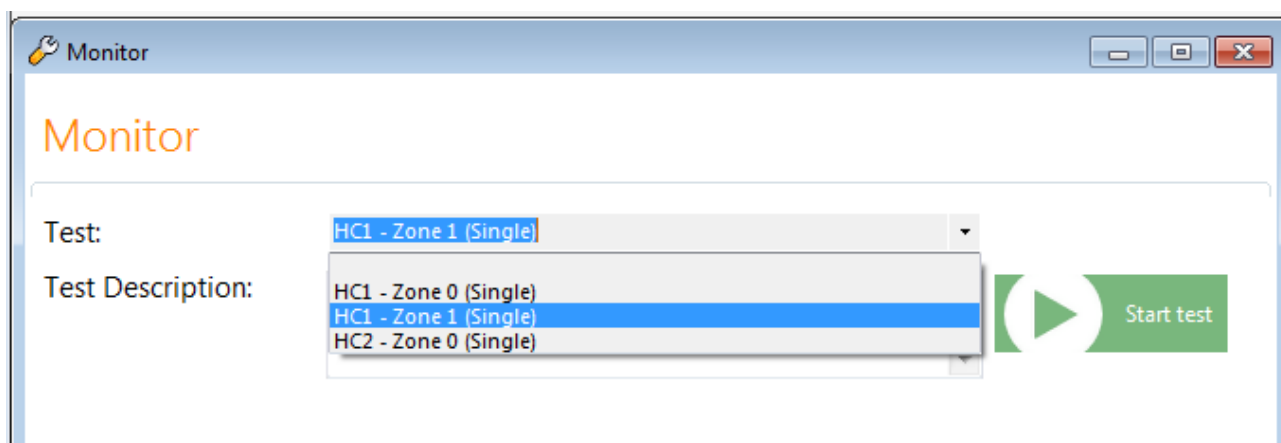 Monitor
Monitor
Test:
HC1 - Zone 1 (Single)
Test Description:
HC1 - Zone 0 (Single)
HC1 - Zone 1 (Single)
HC2 - Zone 0 (Single)
Start test